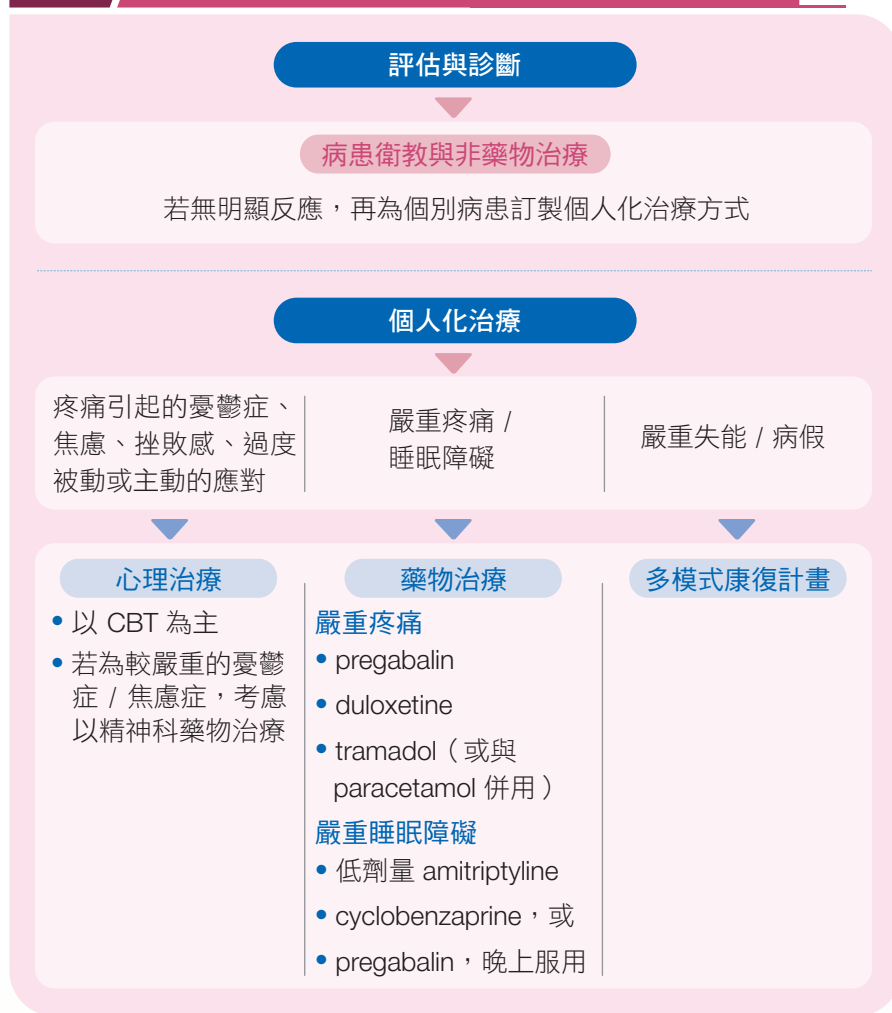 評估與診斷
病患衛教與非藥物治療
若無明顯反應，再為個別病患訂製個人化治療方式
個人化治療
疼痛引起的憂鬱症、
焦慮、挫敗感、過度
被動或主動的應對
嚴重疼痛 /
睡眠障礙
嚴重失能 / 病假
心理治療
• 以 CBT 為主
• 若為較嚴重的憂鬱
症 / 焦慮症，考慮
以精神科藥物治療
藥物治療
嚴重疼痛
• pregabalin
• duloxetine
• tramadol（或與
paracetamol 併用）
嚴重睡眠障礙
• 低劑量 amitriptyline
• cyclobenzaprine，或
• pregabalin，晚上服用
多模式康復計畫